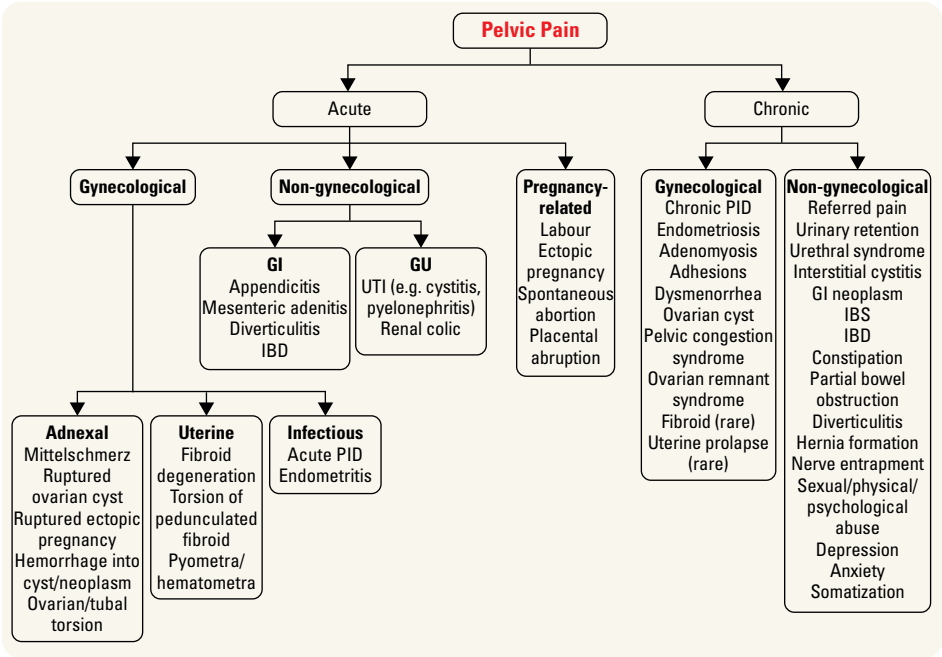 Pelvic Pain
Acute
Chronic
Gynecological
Non-gynecological
Pregnancy-
related
Labour
Ectopic
pregnancy
Spontaneous
abortion
Placental
abruption
Gynecological
Chronic PID
Endometriosis
Adenomyosis
Adhesions
Dysmenorrhea
Ovarian cyst
Pelvic congestion
syndrome
Ovarian remnant
syndrome
Fibroid (rare)
Uterine prolapse
(rare)
Non-gynecological
Referred pain
Urinary retention
Urethral syndrome
Interstitial cystitis
GI neoplasm
IBS
IBD
Constipation
Partial bowel
obstruction
Diverticulitis
Hernia formation
Nerve entrapment
Sexual/physical/
psychological
abuse
Depression
Anxiety
Somatization
GI
Appendicitis
Mesenteric adenitis
Diverticulitis
IBD
GU
UTI (e.g. cystitis,
pyelonephritis)
Renal colic
Adnexal
Mittelschmerz
Ruptured
ovarian cyst
Ruptured ectopic
pregnancy
Hemorrhage into
cyst/neoplasm
Ovarian/tubal
torsion
Uterine
Fibroid
degeneration
Torsion of
pedunculated
fibroid
Pyometra/
hematometra
Infectious
Acute PID
Endometritis